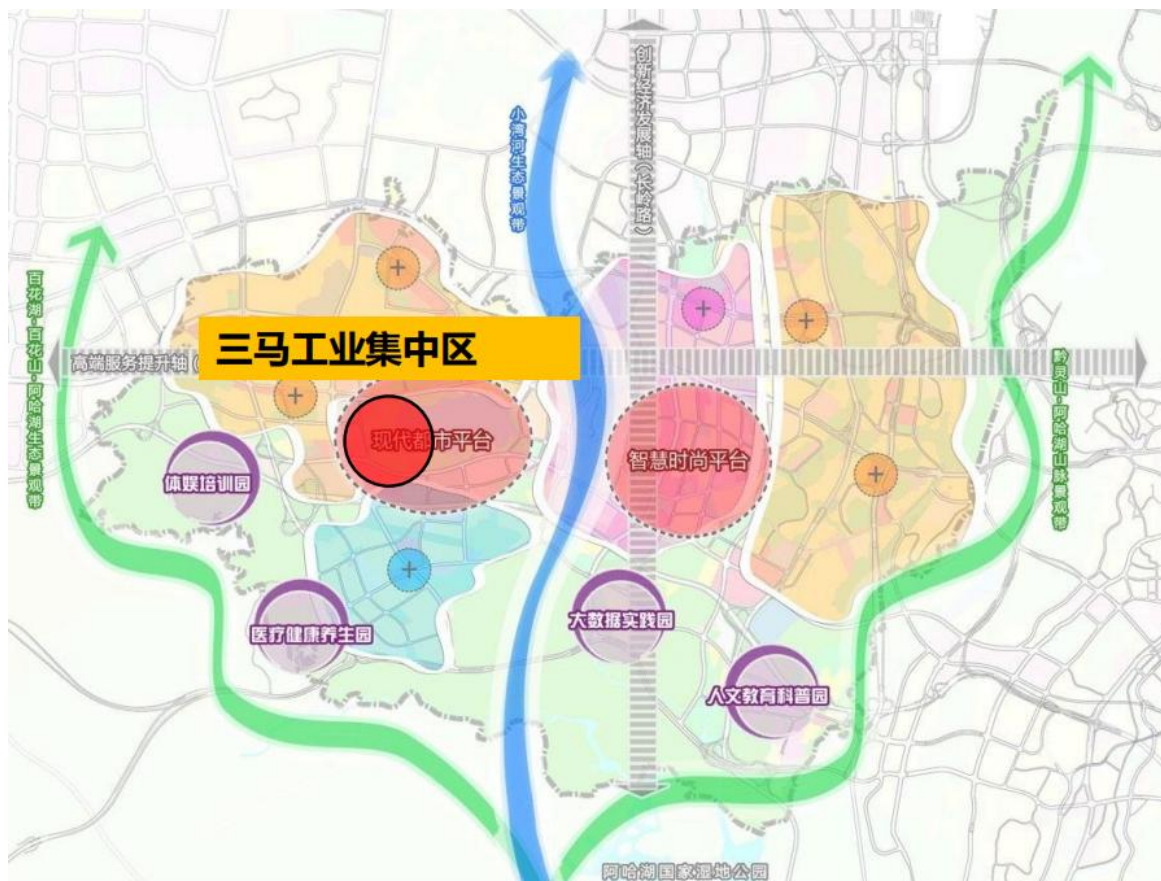 创新经济发展轴(长岭路)
小湾河生态景观带
百花湖·百花山·阿哈湖生态景观带
三马工业集中区
高端服务提升轴(
黔灵山·阿哈湖山脉景观带
现代都市平台
智慧时尚平台
体娱培训园
医疗健康养生园
大数据实践园
人文教育科普园
阿哈湖国家湿地公园